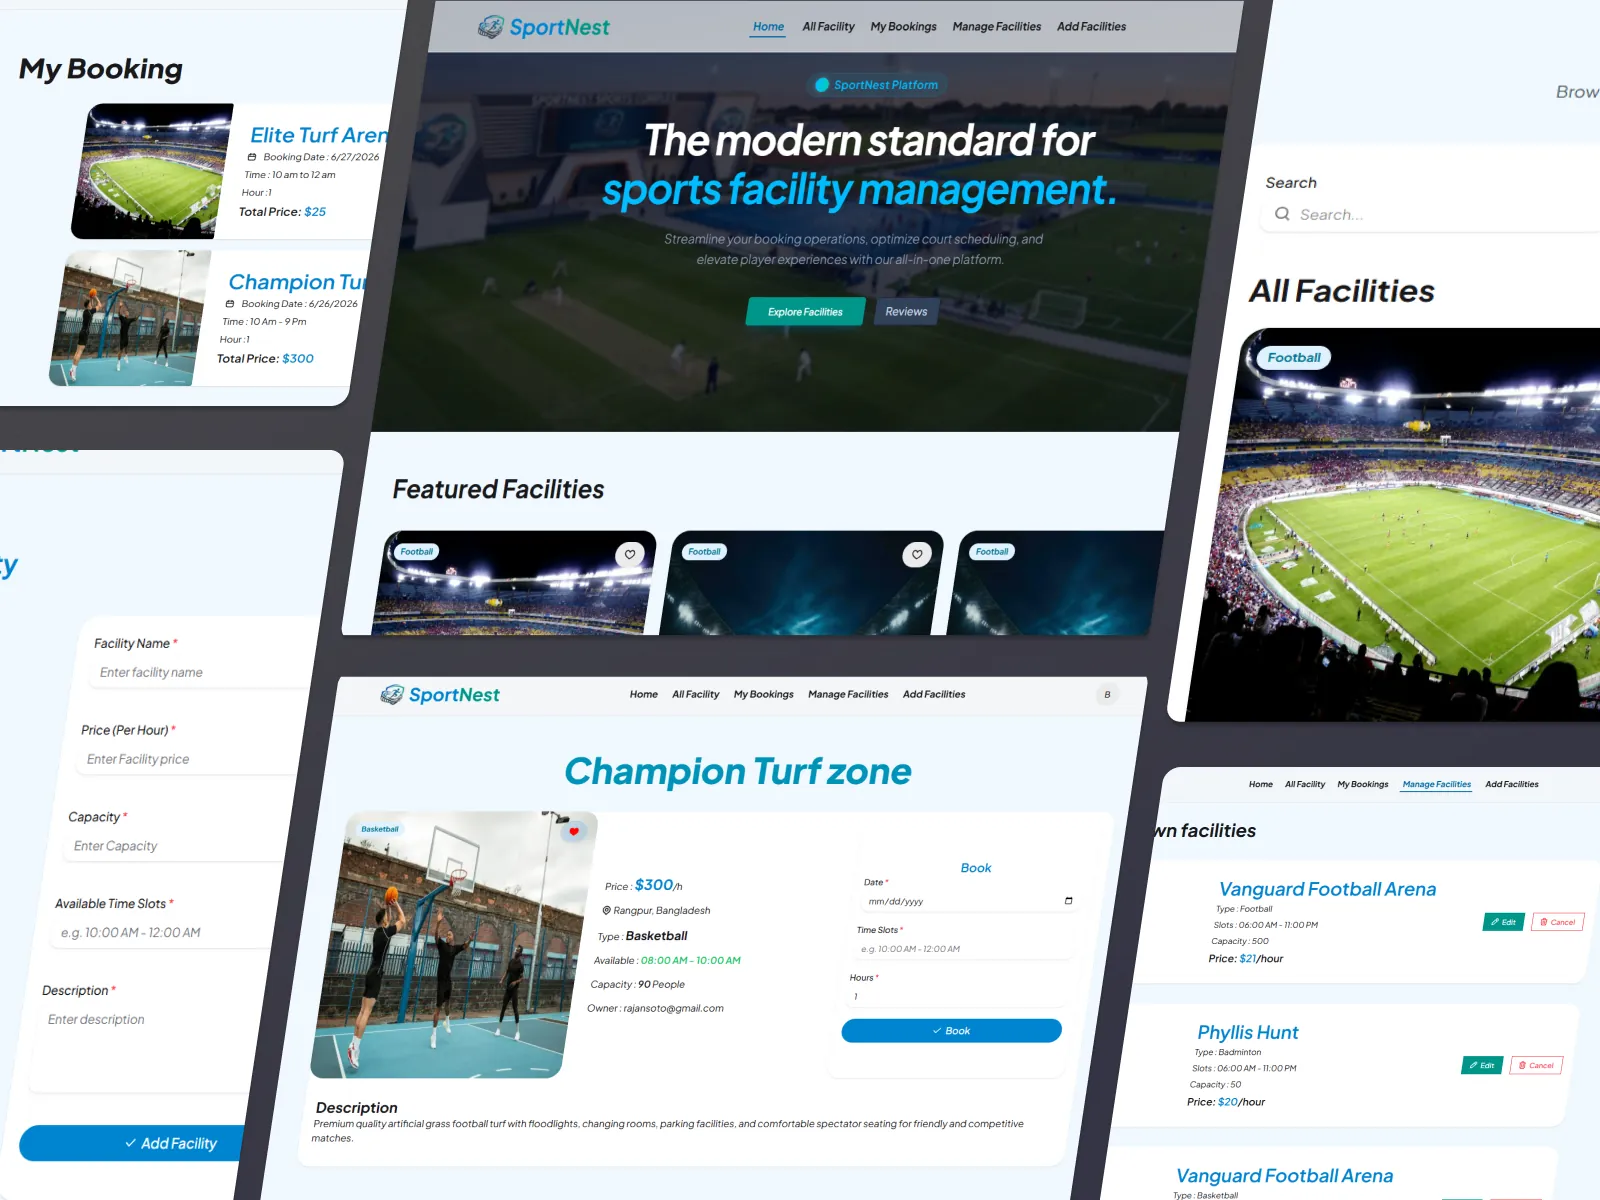 My Booking
Elite Turf Aren
Booking Date : 6/27/2026
Time : 10 am to 12 am
Hour :1
Total Price: $25
Champion Tur
Booking Date : 6/26/2026
Time : 10 Am - 9 Pm
Hour :1
Total Price: $300
SportNest
Home
All Facility
My Bookings
Manage Facilities
Add Facilities
SportNest Platform
The modern standard for
sports facility management.
Streamline your booking operations, optimize court scheduling, and
elevate player experiences with our all-in-one platform.
Explore Facilities
Reviews
Featured Facilities
Football
Football
Football
Brow
Search
Search...
All Facilities
Football
ty
Facility Name *
Enter facility name
Price (Per Hour) *
Enter Facility price
Capacity *
Enter Capacity
Available Time Slots *
e.g. 10:00 AM - 12:00 AM
Description *
Enter description
Add Facility
SportNest
Home
All Facility
My Bookings
Manage Facilities
Add Facilities
B
Champion Turf zone
Basketball
Price : $300/h
Rangpur, Bangladesh
Type : Basketball
Available : 08:00 AM - 10:00 AM
Capacity : 90 People
Owner : rajansoto@gmail.com
Book
Date *
mm/dd/yyyy
Time Slots *
e.g. 10:00 AM - 12:00 AM
Hours *
1
Book
Description
Premium quality artificial grass football turf with floodlights, changing rooms, parking facilities, and comfortable spectator seating for friendly and competitive
matches.
Home
All Facility
My Bookings
Manage Facilities
Add Facilities
wn facilities
Vanguard Football Arena
Type : Football
Slots : 06:00 AM - 11:00 PM
Capacity : 500
Price: $21/hour
Edit
Cancel
Phyllis Hunt
Type : Badminton
Slots : 06:00 AM - 11:00 PM
Capacity : 50
Price: $20/hour
Edit
Cancel
Vanguard Football Arena
Type : Basketball